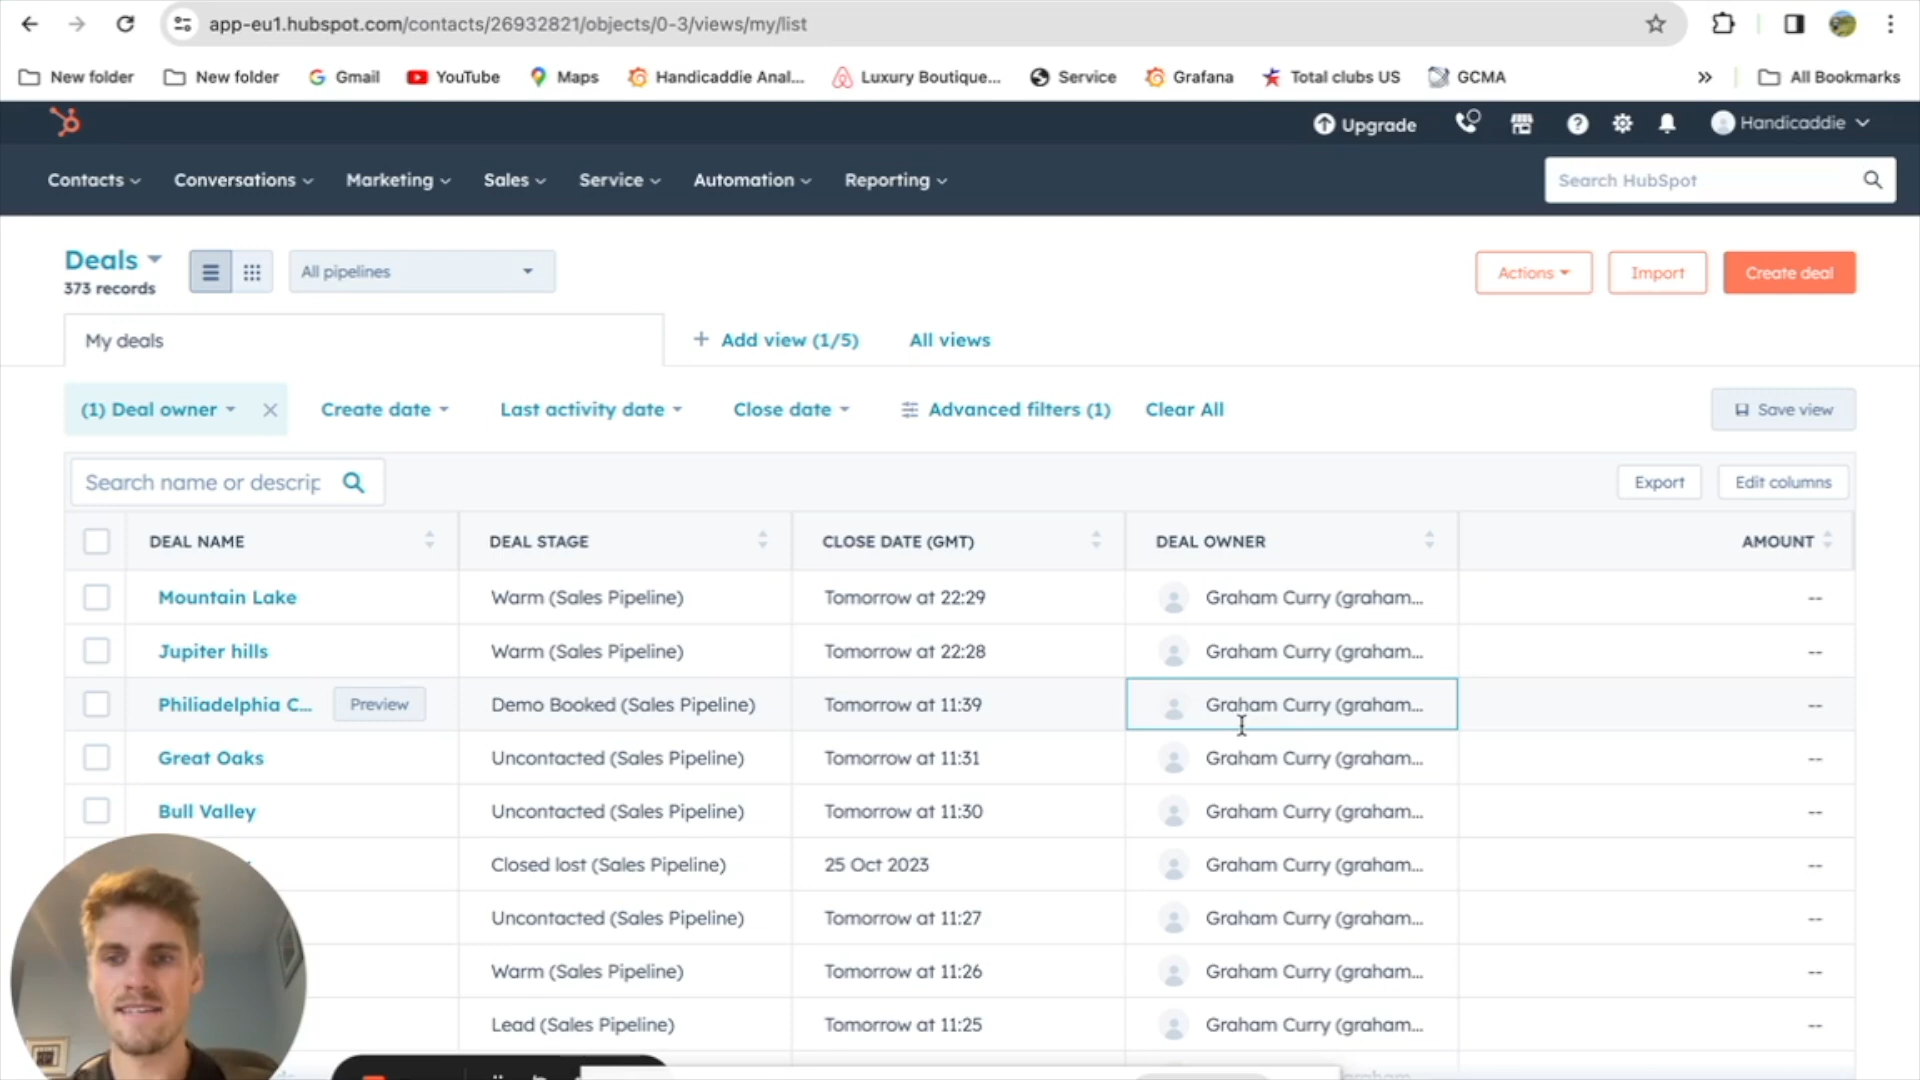 app-eu1.hubspot.com/contacts/26932821/objects/0-3/views/my/list
New folder New folder Gmail YouTube Maps Handicaddie Anal... Luxury Boutique... Service Grafana Total clubs US GCMA » All Bookmarks
Upgrade Handicaddie
Contacts Conversations Marketing Sales Service Automation Reporting Search HubSpot
Deals All pipelines Actions Import Create deal
373 records
My deals + Add view (1/5) All views
(1) Deal owner Create date Last activity date Close date Advanced filters (1) Clear All Save view
Search name or descrip Export Edit columns
DEAL NAME DEAL STAGE CLOSE DATE (GMT) DEAL OWNER AMOUNT
Mountain Lake Warm (Sales Pipeline) Tomorrow at 22:29 Graham Curry (graham... --
Jupiter hills Warm (Sales Pipeline) Tomorrow at 22:28 Graham Curry (graham... --
Philiadelphia C... Preview Demo Booked (Sales Pipeline) Tomorrow at 11:39 Graham Curry (graham... --
Great Oaks Uncontacted (Sales Pipeline) Tomorrow at 11:31 Graham Curry (graham... --
Bull Valley Uncontacted (Sales Pipeline) Tomorrow at 11:30 Graham Curry (graham... --
Closed lost (Sales Pipeline) 25 Oct 2023 Graham Curry (graham... --
Uncontacted (Sales Pipeline) Tomorrow at 11:27 Graham Curry (graham... --
Warm (Sales Pipeline) Tomorrow at 11:26 Graham Curry (graham... --
Lead (Sales Pipeline) Tomorrow at 11:25 Graham Curry (graham... --